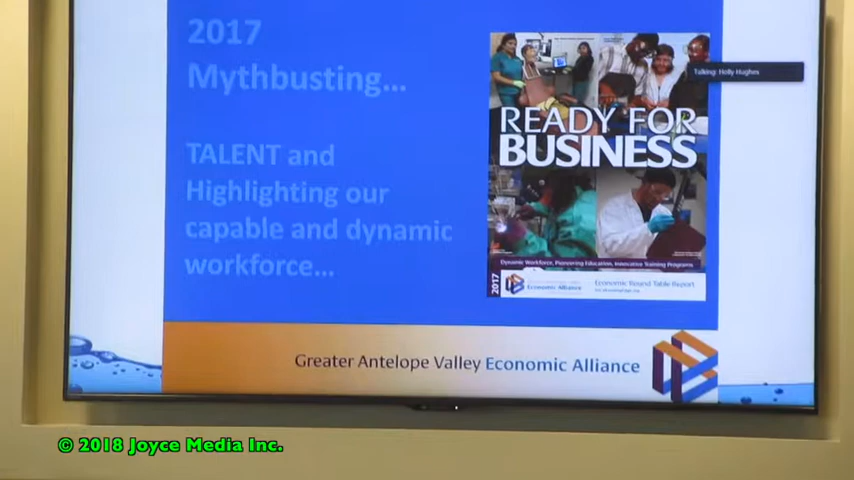 2017
Mythbusting...
TALENT and
Highlighting our
capable and dynamic
workforce...
Talking: Holly Hughes
READY FOR
BUSINESS
Dynamic Workforce, Pioneering Education, Innovative Training Programs
2017
Economic Alliance
Economic Round Table Report
Greater Antelope Valley Economic Alliance
© 2018 Joyce Media Inc.